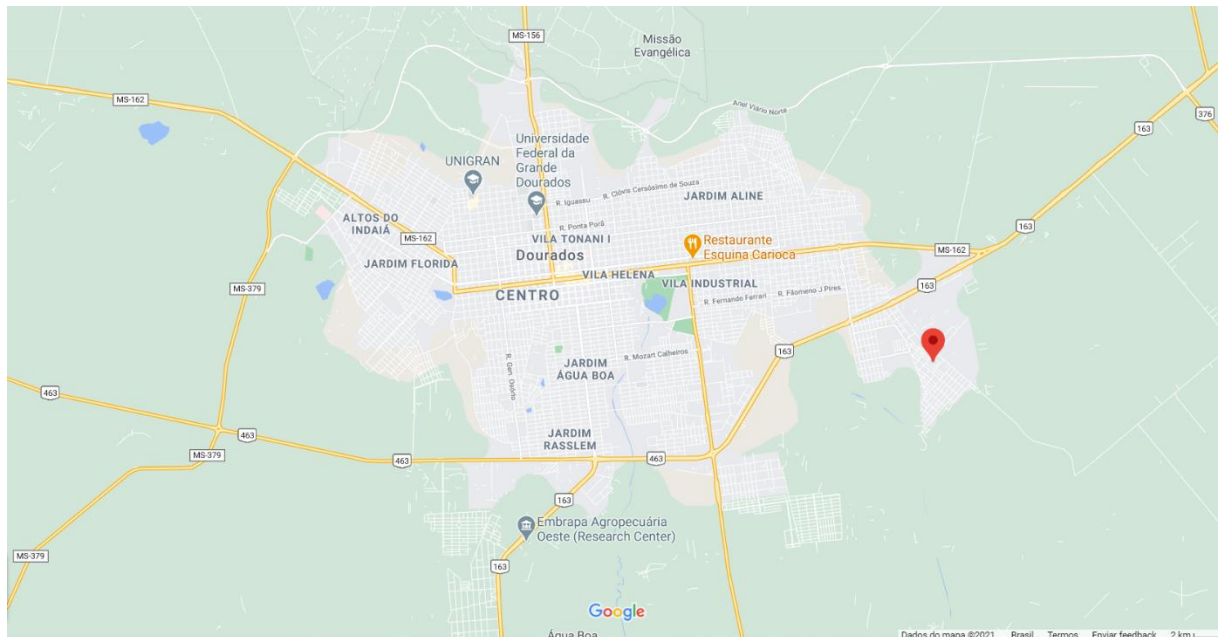 MS-156
Missão
Evangélica
MS-162
Anel Viário Norte
376
163
Universidade
Federal da
Grande
Dourados
UNIGRAN
R. Clóvis Cersósimo de Souza
R. Iguassu
JARDIM ALINE
ALTOS DO
INDAIÁ
R. Ponta Porã
163
MS-162
VILA TONANI I
Restaurante
Esquina Carioca
MS-162
Dourados
JARDIM FLORIDA
VILA HELENA
VILA INDUSTRIAL
163
163
MS-379
CENTRO
R. Fernando Ferrari
R. Filomeno J Pires
163
R. Mozart Calheiros
JARDIM
ÁGUA BOA
R. Gen. Osório
463
463
JARDIM
RASSLEM
MS-379
463
463
163
Embrapa Agropecuária
Oeste (Research Center)
MS-379
163
Google
Água Boa
Dados do mapa ©2021 Brasil Termos Enviar feedback 2 km